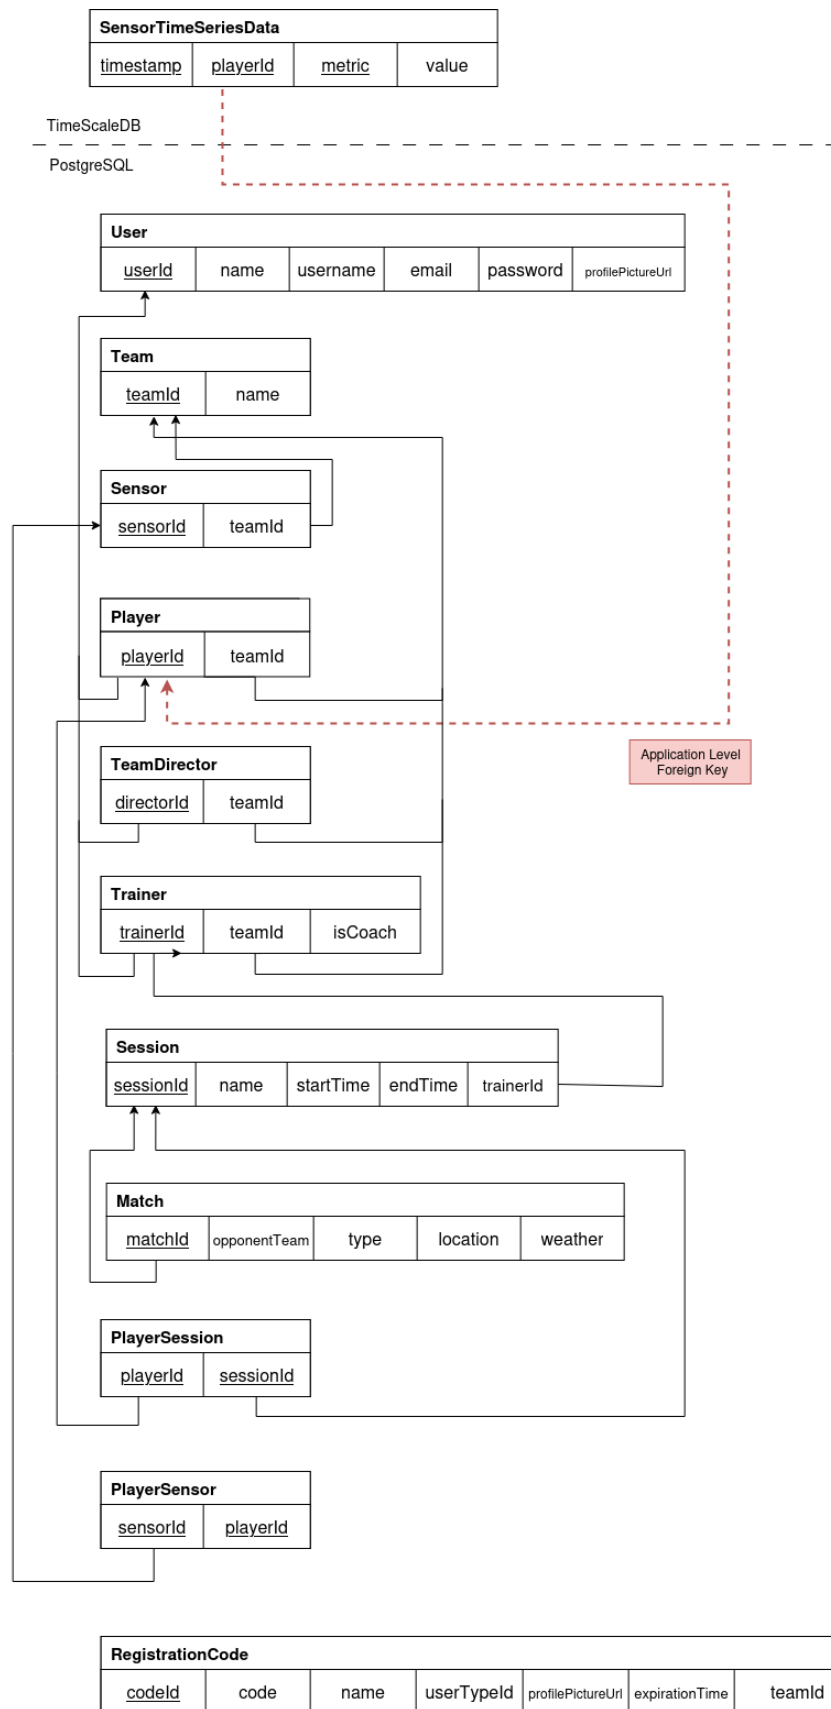 SensorTimeSeriesData
timestamp playerId metric value
TimeScaleDB
PostgreSQL
User
userId name username email password profilePictureUrl
Team
teamId name
Sensor
sensorId teamId
Player
playerId teamId
Application Level
Foreign Key
TeamDirector
directorId teamId
Trainer
trainerId teamId isCoach
Session
sessionId name startTime endTime trainerId
Match
matchId opponentTeam type location weather
PlayerSession
playerId sessionId
PlayerSensor
sensorId playerId
RegistrationCode
codeId code name userTypeId profilePictureUrl expirationTime teamId